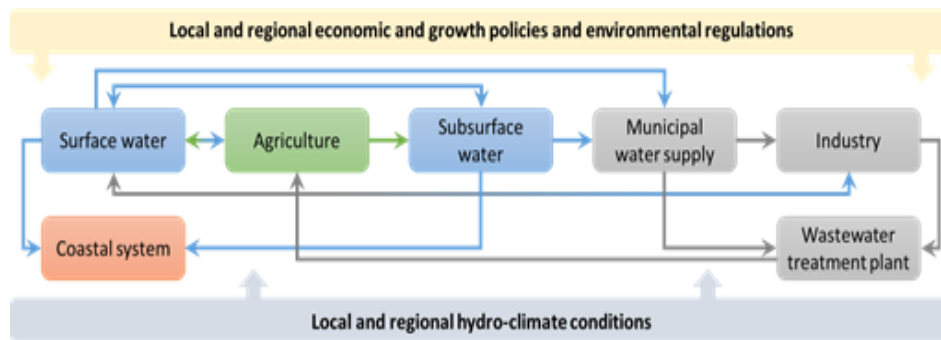 Local and regional economic and growth policies and environmental regulations
Surface water
Agriculture
Subsurface
water
Municipal
water supply
Industry
Coastal system
Wastewater
treatment plant
Local and regional hydro-climate conditions